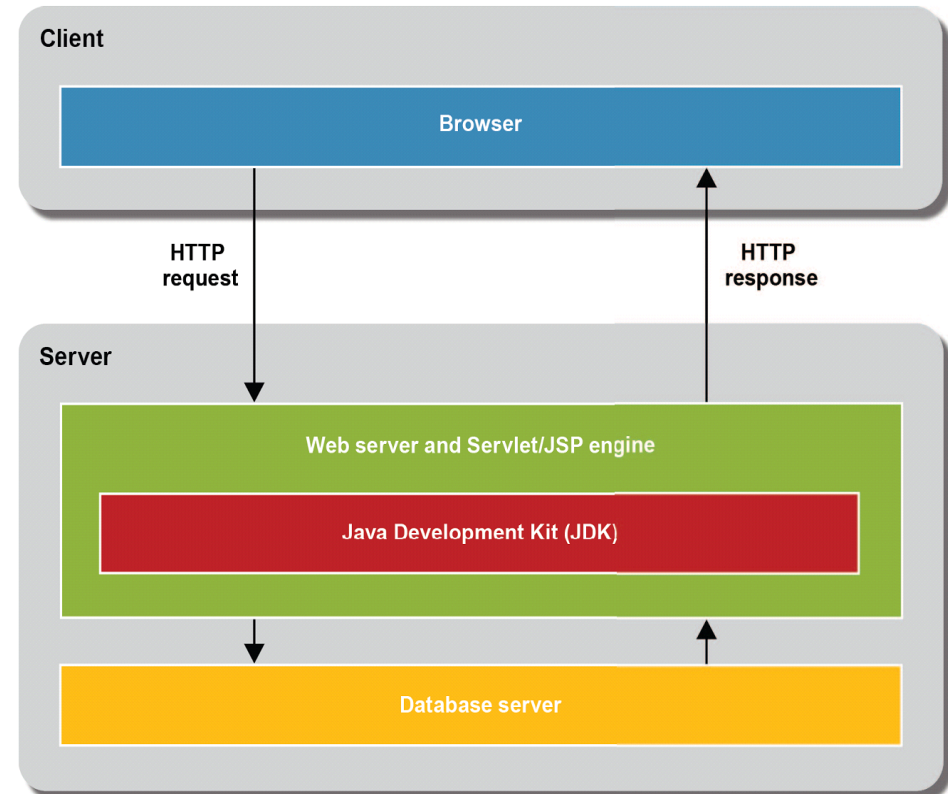 Client
Browser
HTTP
request
HTTP
response
Server
Web server and Servlet/JSP engine
Java Development Kit (JDK)
Database server